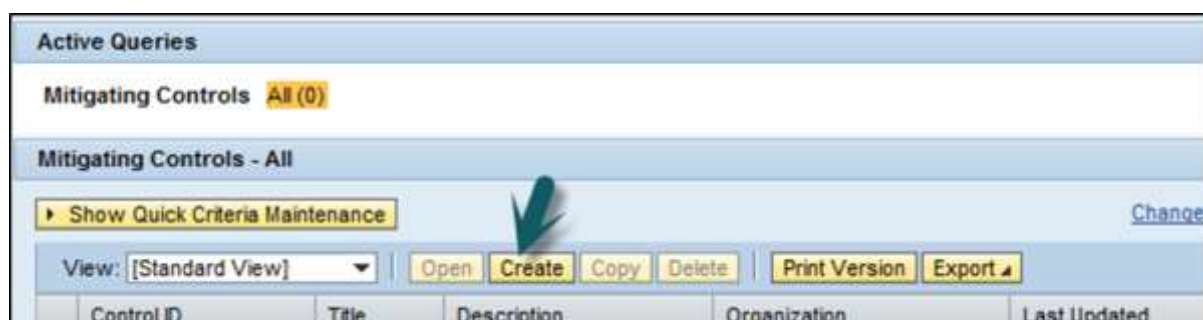 Active Queries
Mitigating Controls All (0)
Mitigating Controls - All
Show Quick Criteria Maintenance Change
View: [Standard View] Open Create Copy Delete Print Version Export
Control ID Title Description Organization Last Updated